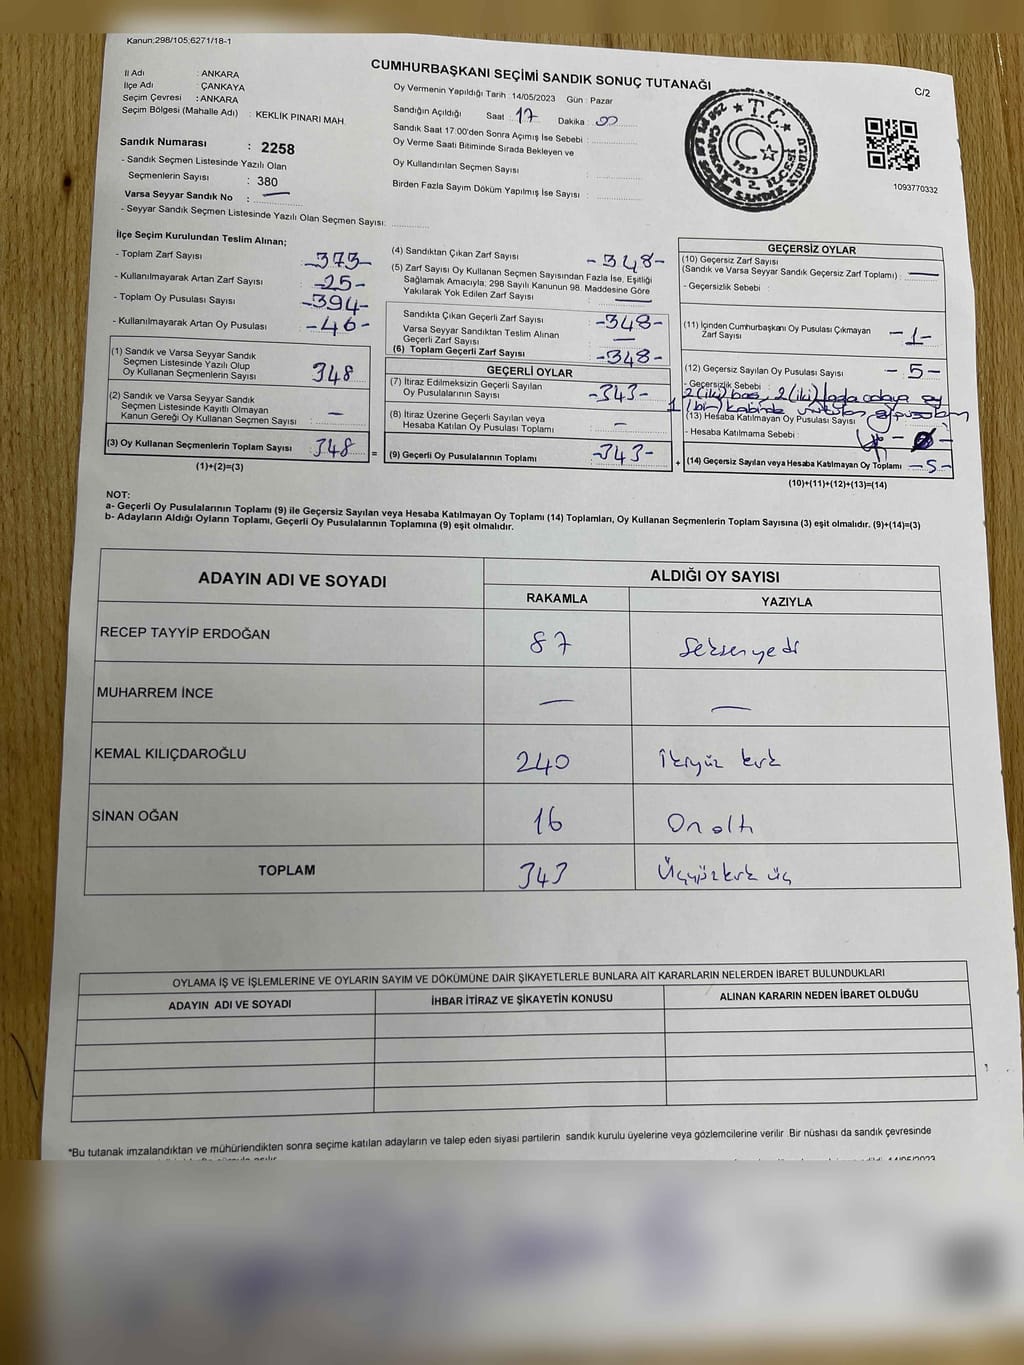 Kanun;298/105;6271/18-1
CUMHURBAŞKANI SEÇİMİ SANDIK SONUÇ TUTANAĞI
C/2
İl Adı : ANKARA
İlçe Adı : ÇANKAYA
Seçim Çevresi : ANKARA
Seçim Bölgesi (Mahalle Adı) : KEKLİK PINARI MAH.
Sandık Numarası : 2258
- Sandık Seçmen Listesinde Yazılı Olan
Seçmenlerin Sayısı : 380
Varsa Seyyar Sandık No : —
- Seyyar Sandık Seçmen Listesinde Yazılı Olan Seçmen Sayısı:
Oy Vermenin Yapıldığı Tarih : 14/05/2023 Gün : Pazar
Sandığın Açıldığı Saat 17 Dakika 00
Sandık Saat 17:00'den Sonra Açımış İse Sebebi :
Oy Verme Saati Bitiminde Sırada Bekleyen ve
Oy Kullandırılan Seçmen Sayısı :
Birden Fazla Sayım Döküm Yapılmış İse Sayısı :
T.C.
1973
ÇANKAYA 2. İLÇESİ
SANDIK KURULU
1093770332
İlçe Seçim Kurulundan Teslim Alınan;
- Toplam Zarf Sayısı -373-
- Kullanılmayarak Artan Zarf Sayısı -25-
- Toplam Oy Pusulası Sayısı -394-
- Kullanılmayarak Artan Oy Pusulası -46-
(1) Sandık ve Varsa Seyyar Sandık
Seçmen Listesinde Yazılı Olup
Oy Kullanan Seçmenlerin Sayısı 348
(2) Sandık ve Varsa Seyyar Sandık
Seçmen Listesinde Kayıtlı Olmayan
Kanun Gereği Oy Kullanan Seçmen Sayısı : —
(3) Oy Kullanan Seçmenlerin Toplam Sayısı 348 =
(1)+(2)=(3)
(4) Sandıktan Çıkan Zarf Sayısı -348-
(5) Zarf Sayısı Oy Kullanan Seçmen Sayısından Fazla İse, Eşitliği
Sağlamak Amacıyla; 298 Sayılı Kanunun 98. Maddesine Göre
Yakılarak Yok Edilen Zarf Sayısı : —
Sandıkta Çıkan Geçerli Zarf Sayısı -348-
Varsa Seyyar Sandıktan Teslim Alınan
Geçerli Zarf Sayısı : —
(6) Toplam Geçerli Zarf Sayısı -348-
GEÇERLİ OYLAR
(7) İtiraz Edilmeksizin Geçerli Sayılan
Oy Pusulalarının Sayısı -343-
(8) İtiraz Üzerine Geçerli Sayılan veya
Hesaba Katılan Oy Pusulası Toplamı : —
(9) Geçerli Oy Pusulalarının Toplamı -343- +
GEÇERSİZ OYLAR
(10) Geçersiz Zarf Sayısı
(Sandık ve Varsa Seyyar Sandık Geçersiz Zarf Toplamı) : —
- Geçersizlik Sebebi :
(11) İçinden Cumhurbaşkanı Oy Pusulası Çıkmayan
Zarf Sayısı -1-
(12) Geçersiz Sayılan Oy Pusulası Sayısı -5-
- Geçersizlik Sebebi : 2 (iki) boş, 2 (iki) fazla adaya oy
1 (bir) kabinde unutulan oy pusulası
(13) Hesaba Katılmayan Oy Pusulası Sayısı
- Hesaba Katılmama Sebebi :
(14) Geçersiz Sayılan veya Hesaba Katılmayan Oy Toplamı -5-
(10)+(11)+(12)+(13)=(14)
NOT:
a- Geçerli Oy Pusulalarının Toplamı (9) ile Geçersiz Sayılan veya Hesaba Katılmayan Oy Toplamı (14) Toplamları, Oy Kullanan Seçmenlerin Toplam Sayısına (3) eşit olmalıdır. (9)+(14)=(3)
b- Adayların Aldığı Oyların Toplamı, Geçerli Oy Pusulalarının Toplamına (9) eşit olmalıdır.
ADAYIN ADI VE SOYADI ALDIĞI OY SAYISI
RAKAMLA YAZIYLA
RECEP TAYYİP ERDOĞAN 87 Seksenyedi
MUHARREM İNCE — —
KEMAL KILIÇDAROĞLU 240 İkiyüz kırk
SİNAN OĞAN 16 On altı
TOPLAM 343 Üçyüzkırk üç
OYLAMA İŞ VE İŞLEMLERİNE VE OYLARIN SAYIM VE DÖKÜMÜNE DAİR ŞİKAYETLERLE BUNLARA AİT KARARLARIN NELERDEN İBARET BULUNDUKLARI
ADAYIN ADI VE SOYADI İHBAR İTİRAZ VE ŞİKAYETİN KONUSU ALINAN KARARIN NEDEN İBARET OLDUĞU
*Bu tutanak imzalandıktan ve mühürlendikten sonra seçime katılan adayların ve talep eden siyasi partilerin sandık kurulu üyelerine veya gözlemcilerine verilir Bir nüshası da sandık çevresinde